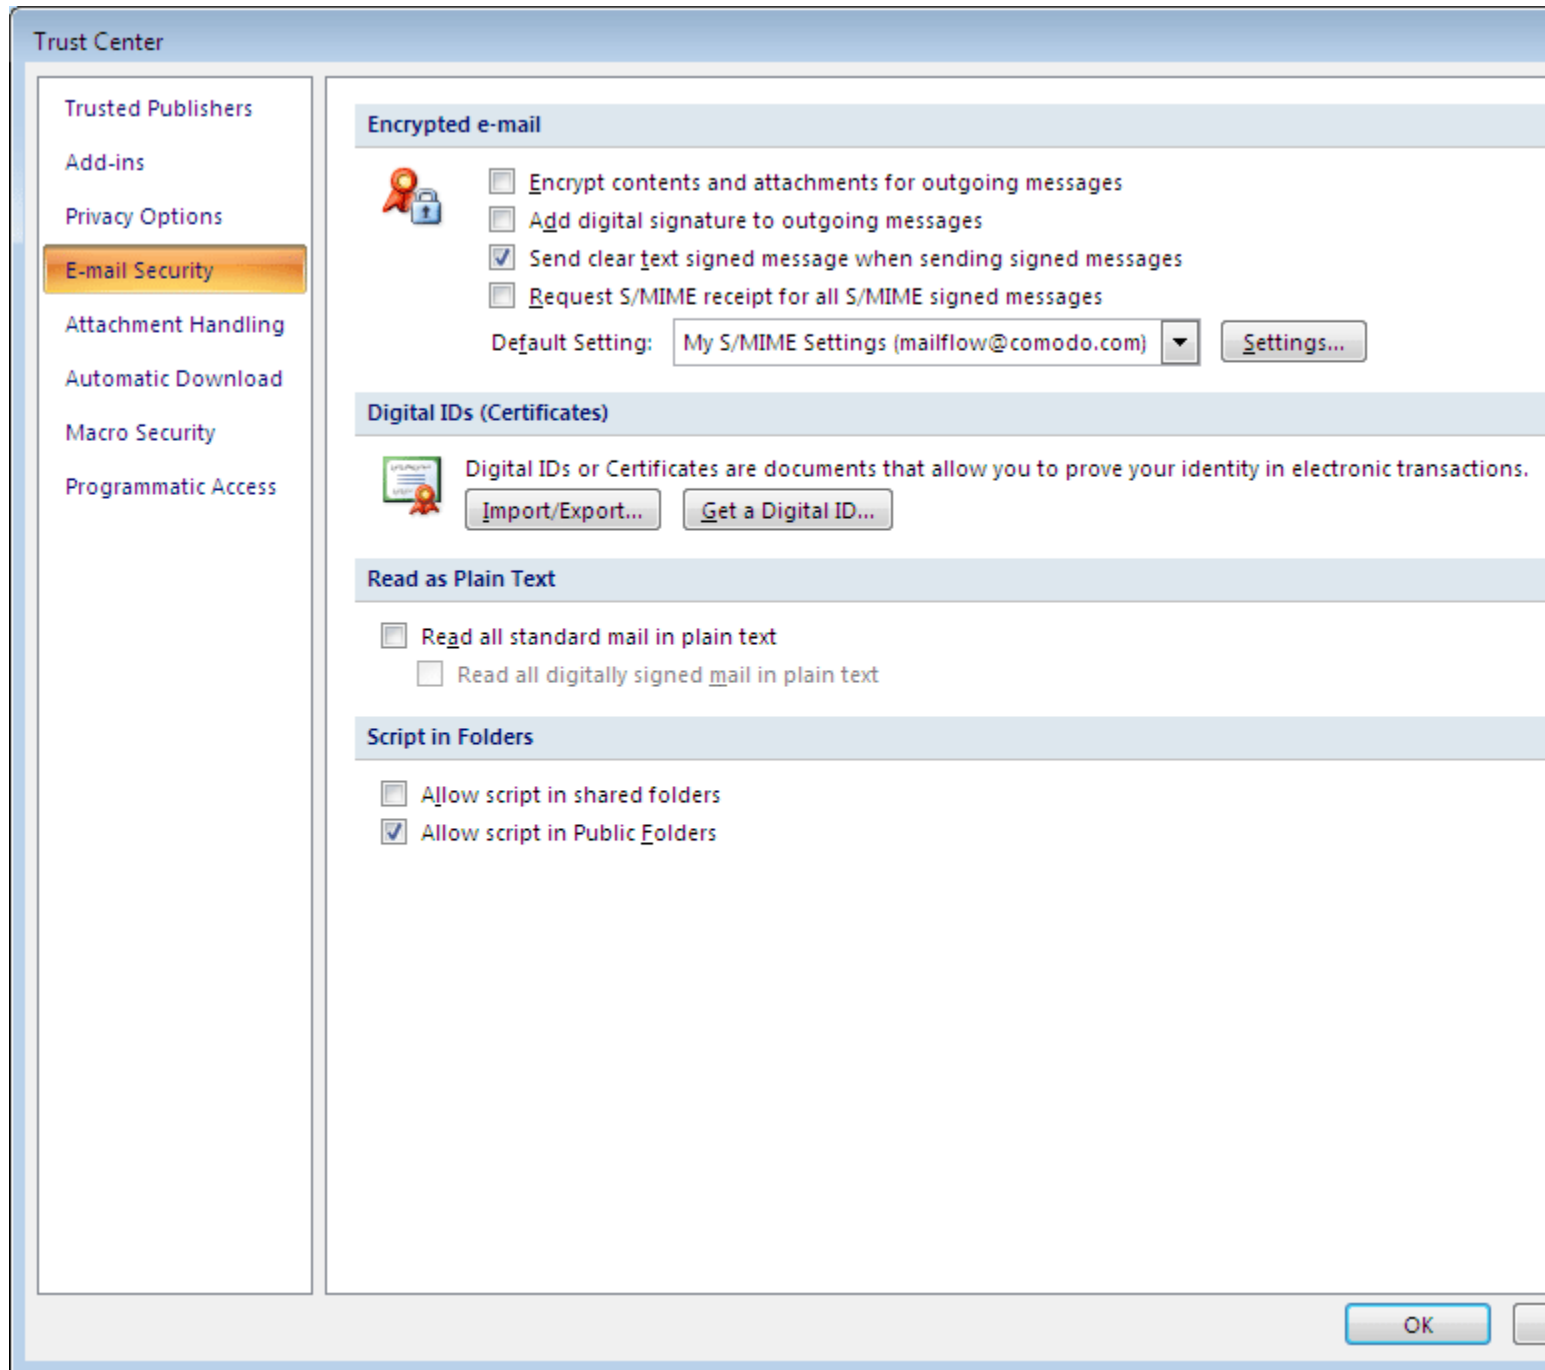 Trust Center
Trusted Publishers
Add-ins
Privacy Options
E-mail Security
Attachment Handling
Automatic Download
Macro Security
Programmatic Access
Encrypted e-mail
Encrypt contents and attachments for outgoing messages
Add digital signature to outgoing messages
Send clear text signed message when sending signed messages
Request S/MIME receipt for all S/MIME signed messages
Default Setting: My S/MIME Settings (mailflow@comodo.com) Settings...
Digital IDs (Certificates)
Digital IDs or Certificates are documents that allow you to prove your identity in electronic transactions.
Import/Export... Get a Digital ID...
Read as Plain Text
Read all standard mail in plain text
Read all digitally signed mail in plain text
Script in Folders
Allow script in shared folders
Allow script in Public Folders
OK